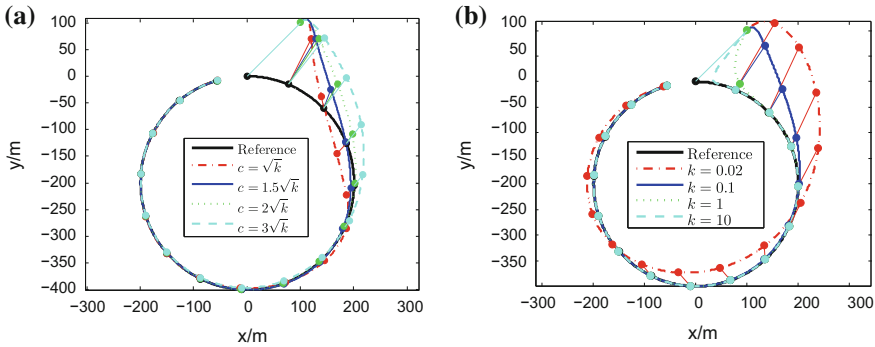 (a)
100
50
0
−50
−100
−150
−200
−250
−300
−350
−400
y/m
−300
−200
−100
0
100
200
300
x/m
Reference
c = √k
c = 1.5√k
c = 2√k
c = 3√k
(b)
100
50
0
−50
−100
−150
−200
−250
−300
−350
y/m
−300
−200
−100
0
100
200
300
x/m
Reference
k = 0.02
k = 0.1
k = 1
k = 10